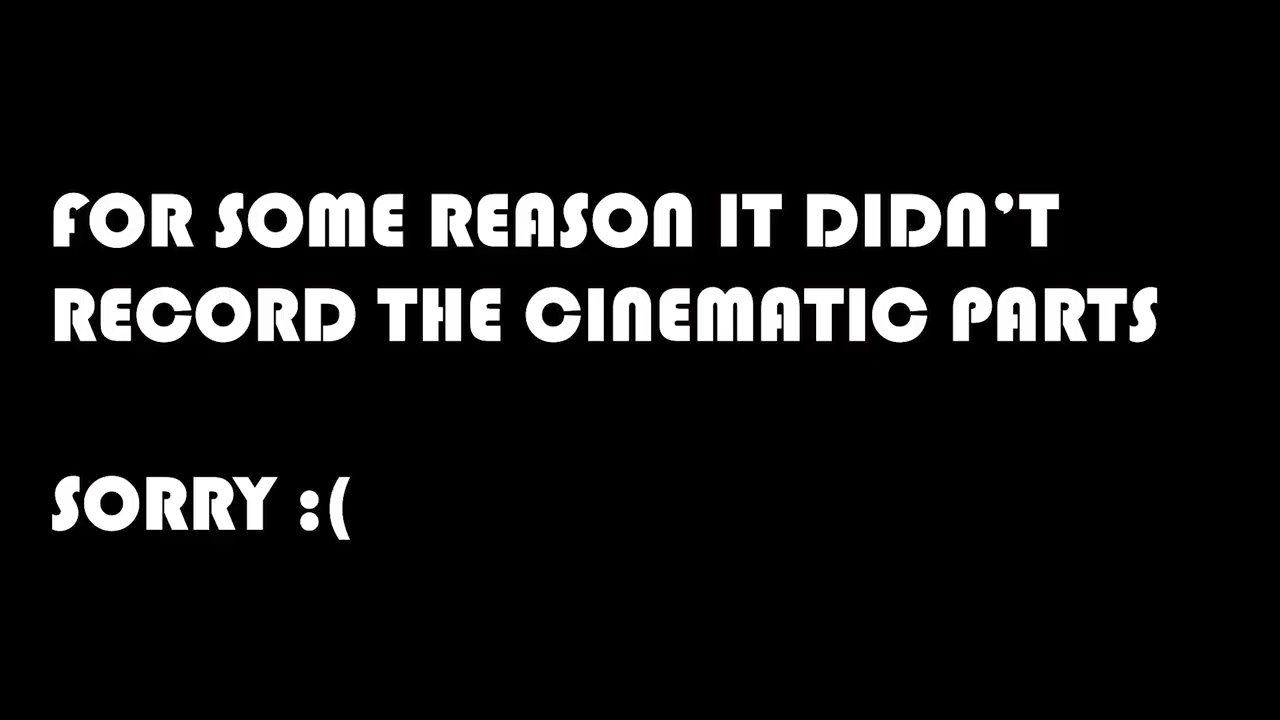 FOR SOME REASON IT DIDN’T
RECORD THE CINEMATIC PARTS
SORRY :(